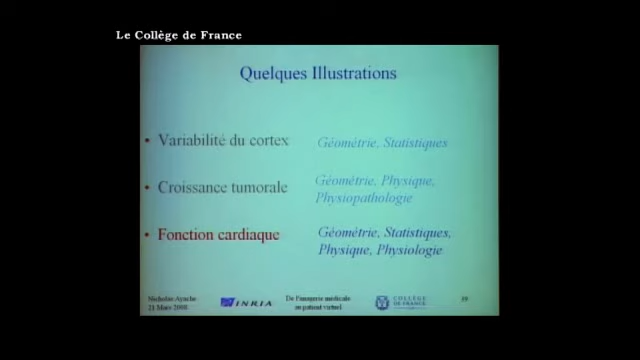 Le Collège de France
Quelques Illustrations
• Variabilité du cortex
Géométrie, Statistiques
• Croissance tumorale
Géométrie, Physique,
Physiopathologie
• Fonction cardiaque
Géométrie, Statistiques,
Physique, Physiologie
Nicholas Ayache
21 Mars 2008
INRIA
De l'imagerie médicale
au patient virtuel
COLLÈGE
DE FRANCE